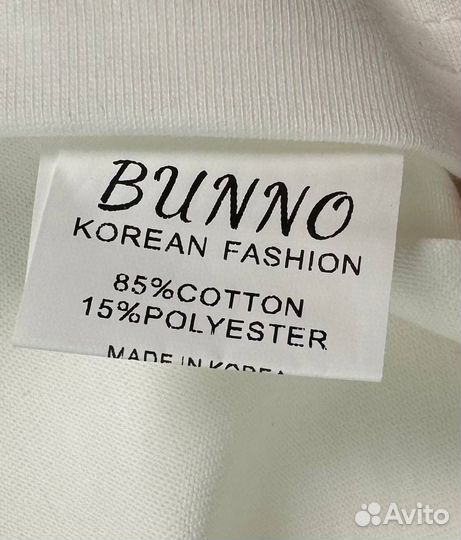 BUNNO
KOREAN FASHION
85%COTTON
15%POLYESTER
MADE IN KOREA
Avito